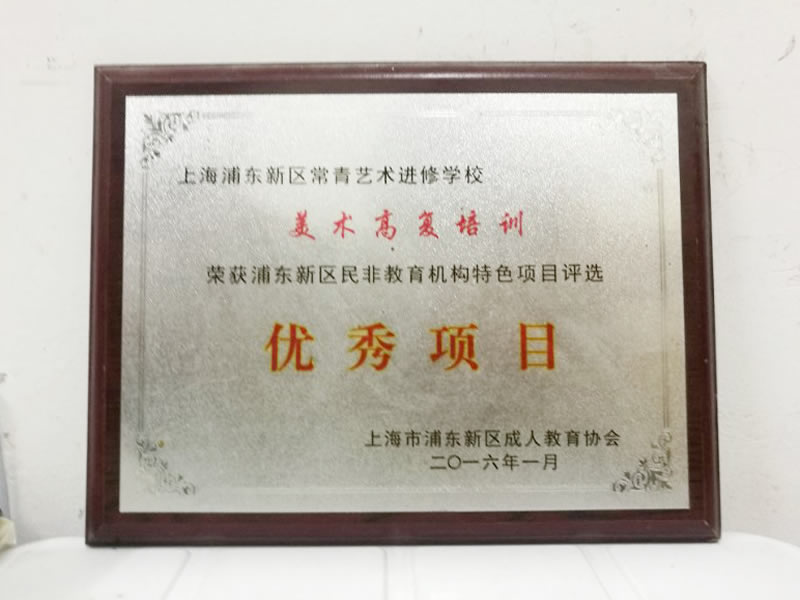 上海浦东新区常青艺术进修学校
美术高复培训
荣获浦东新区民非教育机构特色项目评选
优秀项目
上海市浦东新区成人教育协会
二〇一六年一月